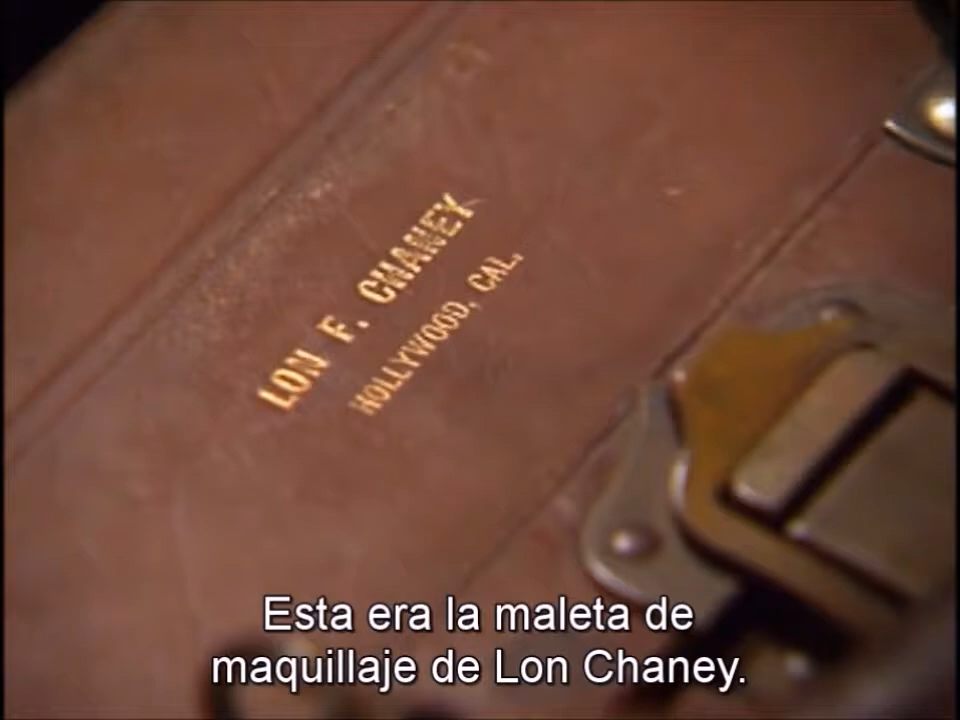 LON F. CHANEY
HOLLYWOOD, CAL.
Esta era la maleta de
maquillaje de Lon Chaney.